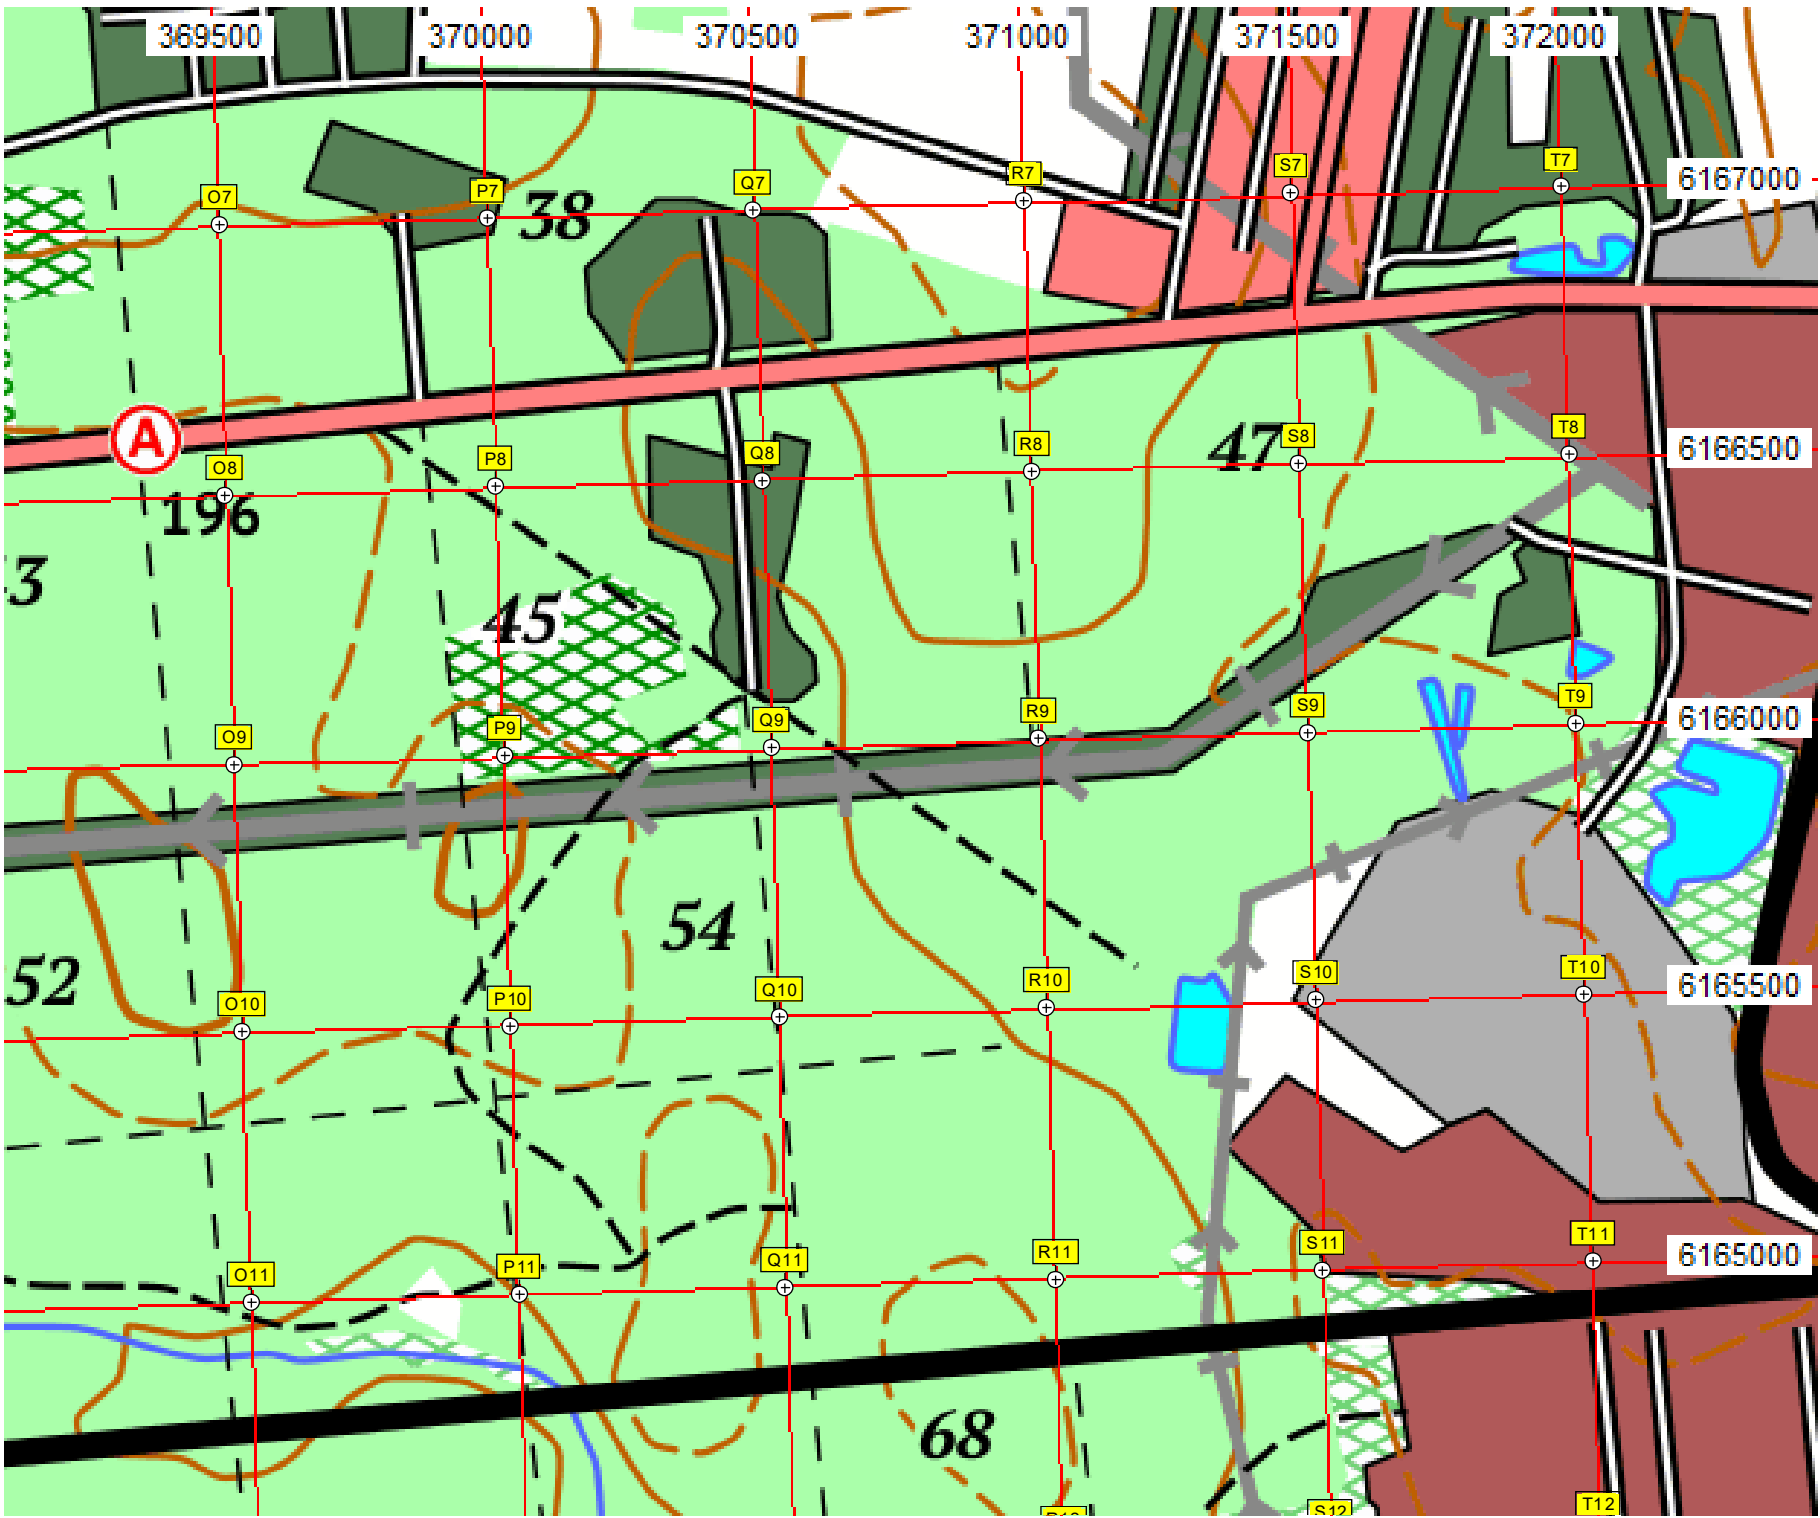 369500 370000 370500 371000 371500 372000
O7 P7 Q7 R7 S7 T7 6167000
38
A
47
O8 P8 Q8 R8 S8 T8 6166500
196
3
45
O9 P9 Q9 R9 S9 T9 6166000
54
52
O10 P10 Q10 R10 S10 T10 6165500
O11 P11 Q11 R11 S11 T11 6165000
68
S12 T12